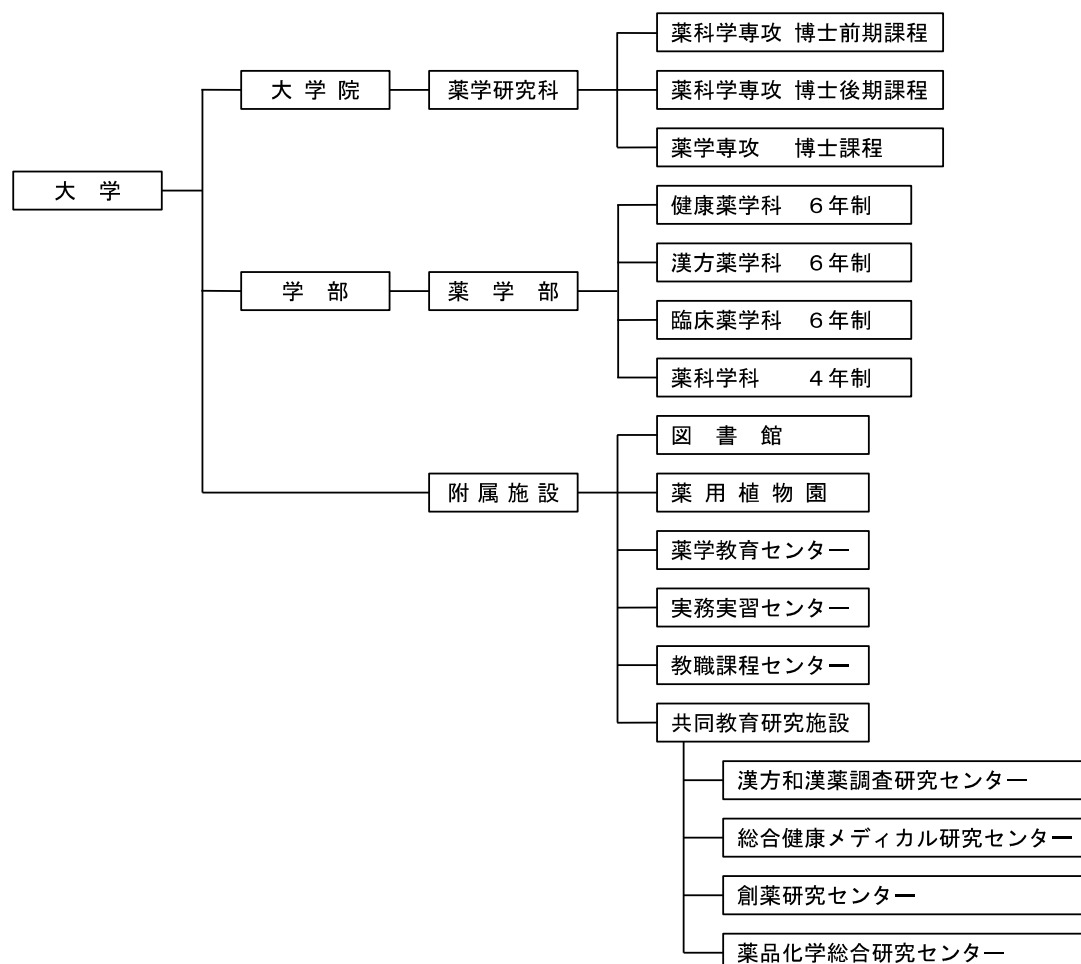 薬科学専攻 博士前期課程
大学院
薬学研究科
薬科学専攻 博士後期課程
薬学専攻 博士課程
大学
健康薬学科 ６年制
漢方薬学科 ６年制
学部
薬学部
臨床薬学科 ６年制
薬科学科 ４年制
図書館
附属施設
薬用植物園
薬学教育センター
実務実習センター
教職課程センター
共同教育研究施設
漢方和漢薬調査研究センター
総合健康メディカル研究センター
創薬研究センター
薬品化学総合研究センター